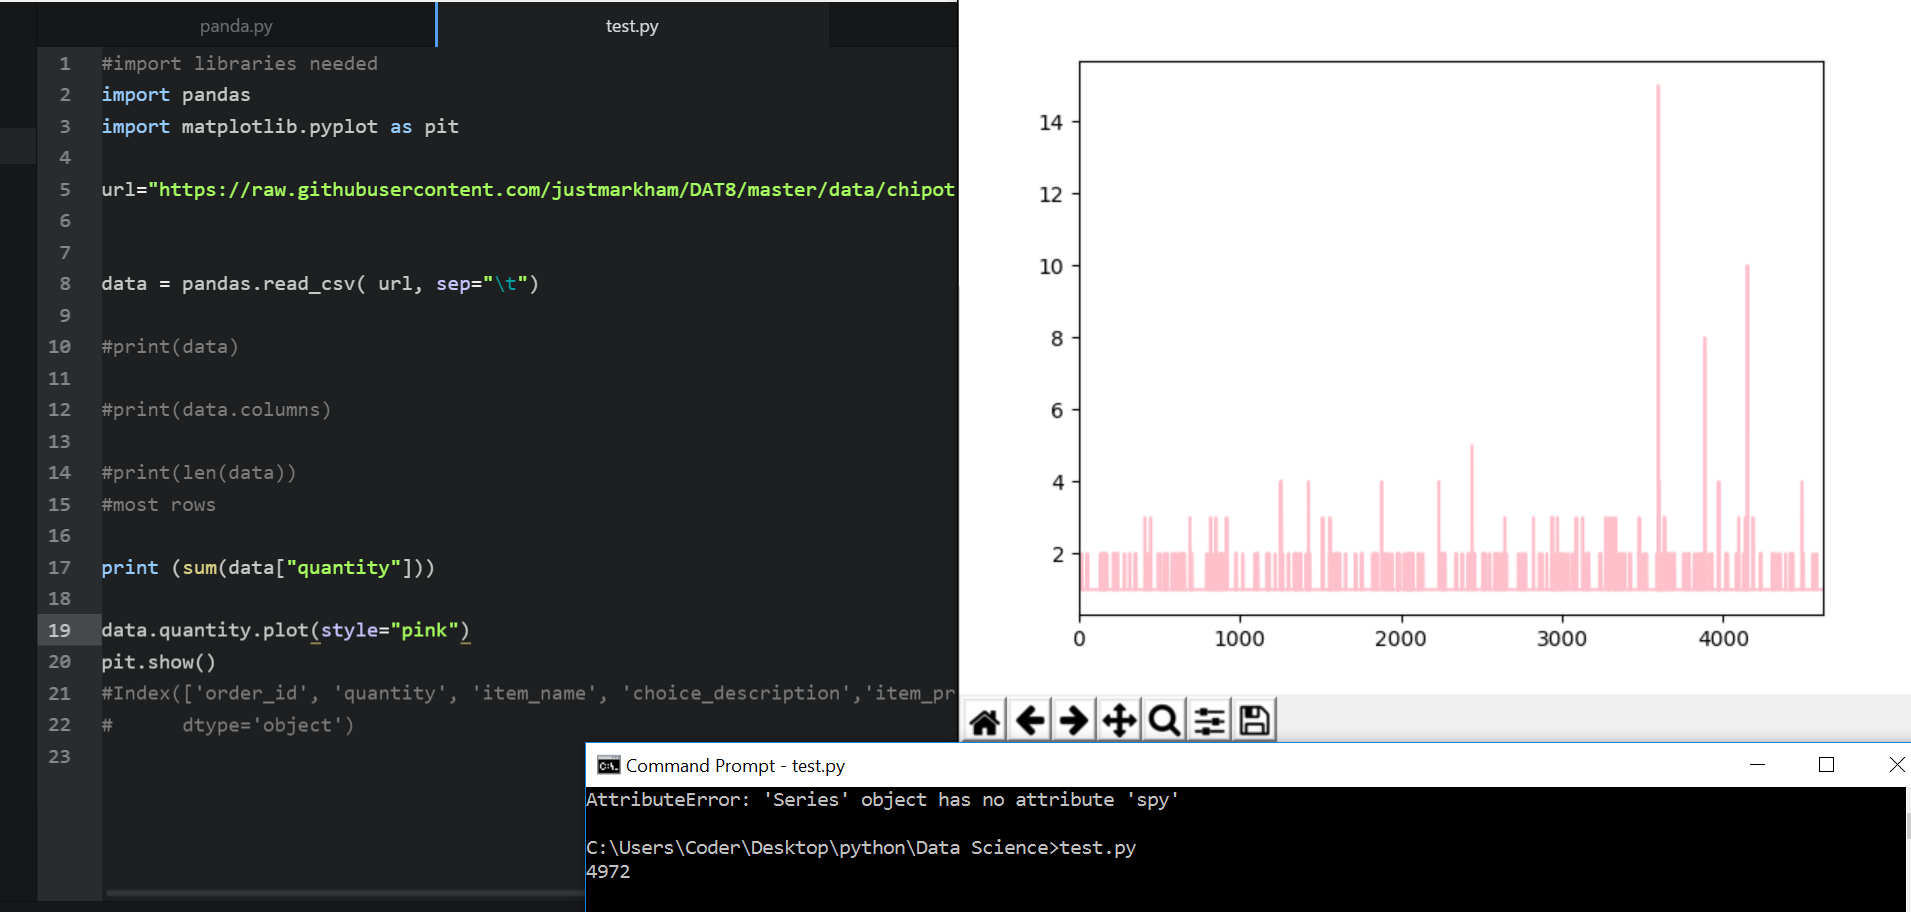 panda.py
test.py
1 #import libraries needed
2 import pandas
3 import matplotlib.pyplot as pit
4
5 url="https://raw.githubusercontent.com/justmarkham/DAT8/master/data/chipot
6
7
8 data = pandas.read_csv( url, sep="\t")
9
10 #print(data)
11
12 #print(data.columns)
13
14 #print(len(data))
15 #most rows
16
17 print (sum(data["quantity"]))
18
19 data.quantity.plot(style="pink")
20 pit.show()
21 #Index(['order_id', 'quantity', 'item_name', 'choice_description','item_pr
22 #      dtype='object')
23
14
12
10
8
6
4
2
0 1000 2000 3000 4000
C:\. Command Prompt - test.py
AttributeError: 'Series' object has no attribute 'spy'
C:\Users\Coder\Desktop\python\Data Science>test.py
4972